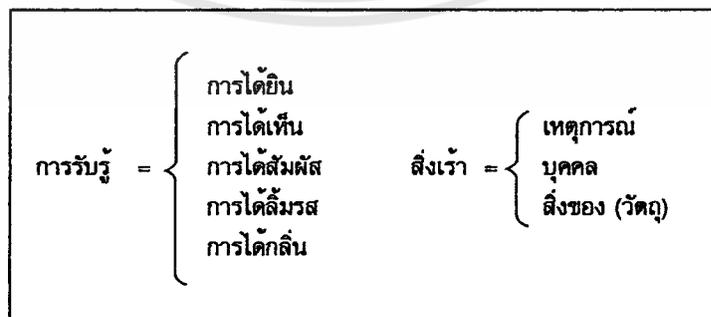 การได้ยิน
การได้เห็น เหตุการณ์
การรับรู้ = การได้สัมผัส สิ่งเร้า = บุคคล
การได้ลิ้มรส สิ่งของ (วัตถุ)
การได้กลิ่น